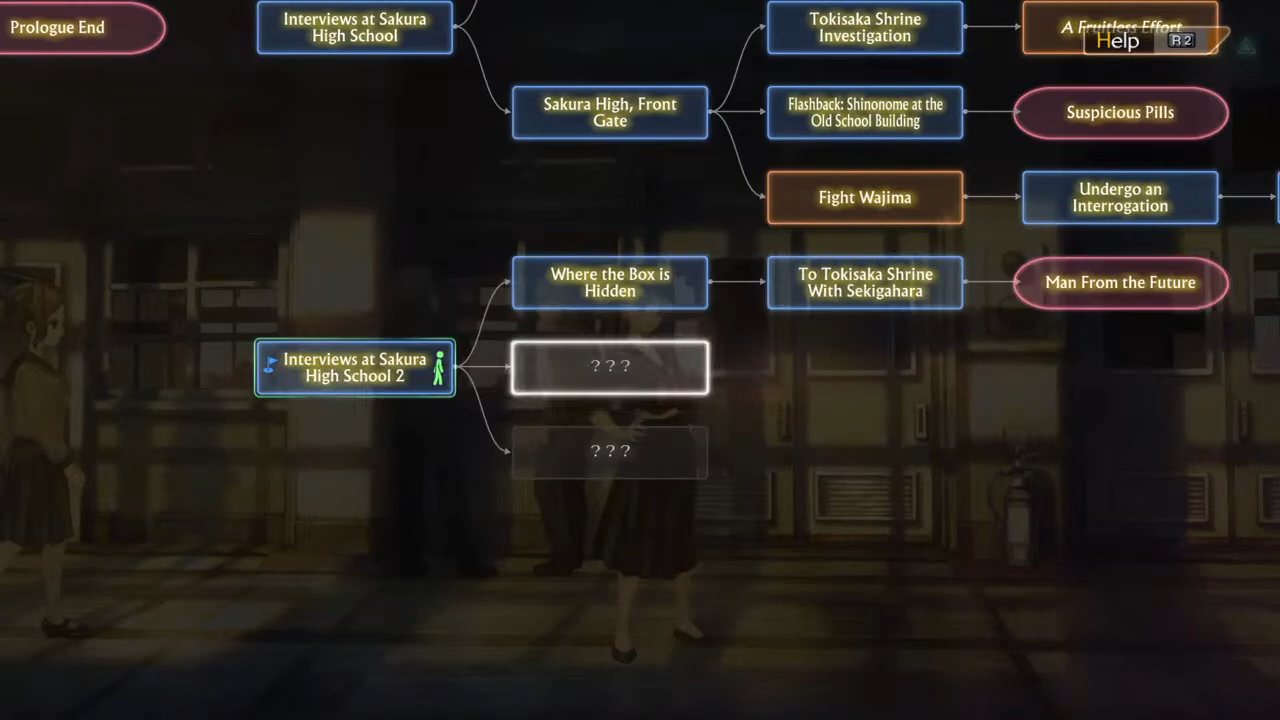 Prologue End
Interviews at Sakura
High School
Tokisaka Shrine
Investigation
A Fruitless Effort
Help R2
Sakura High, Front
Gate
Flashback: Shinonome at the
Old School Building
Suspicious Pills
Fight Wajima
Undergo an
Interrogation
Where the Box is
Hidden
To Tokisaka Shrine
With Sekigahara
Man From the Future
Interviews at Sakura
High School 2
???
???